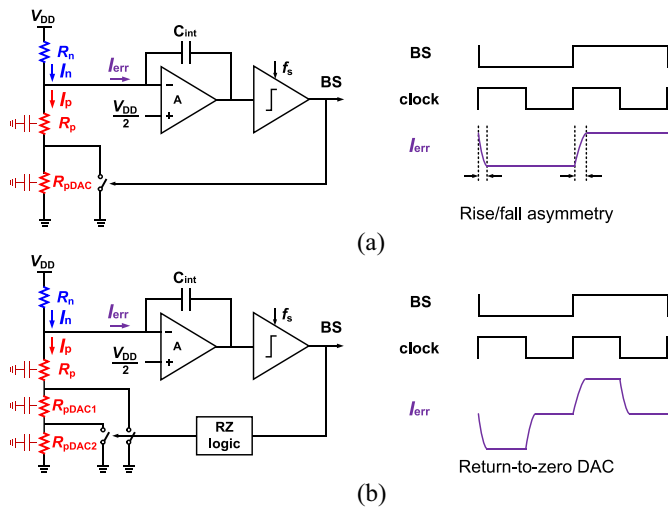 VDD
Rn
In
Ierr
Cint
fs
BS
A
VDD/2
− +
Ip
Rp
RpDAC
BS
clock
Ierr
Rise/fall asymmetry
(a)
VDD
Rn
In
Ierr
Cint
fs
BS
A
VDD/2
− +
Ip
Rp
RpDAC1
RpDAC2
RZ
logic
BS
clock
Ierr
Return-to-zero DAC
(b)